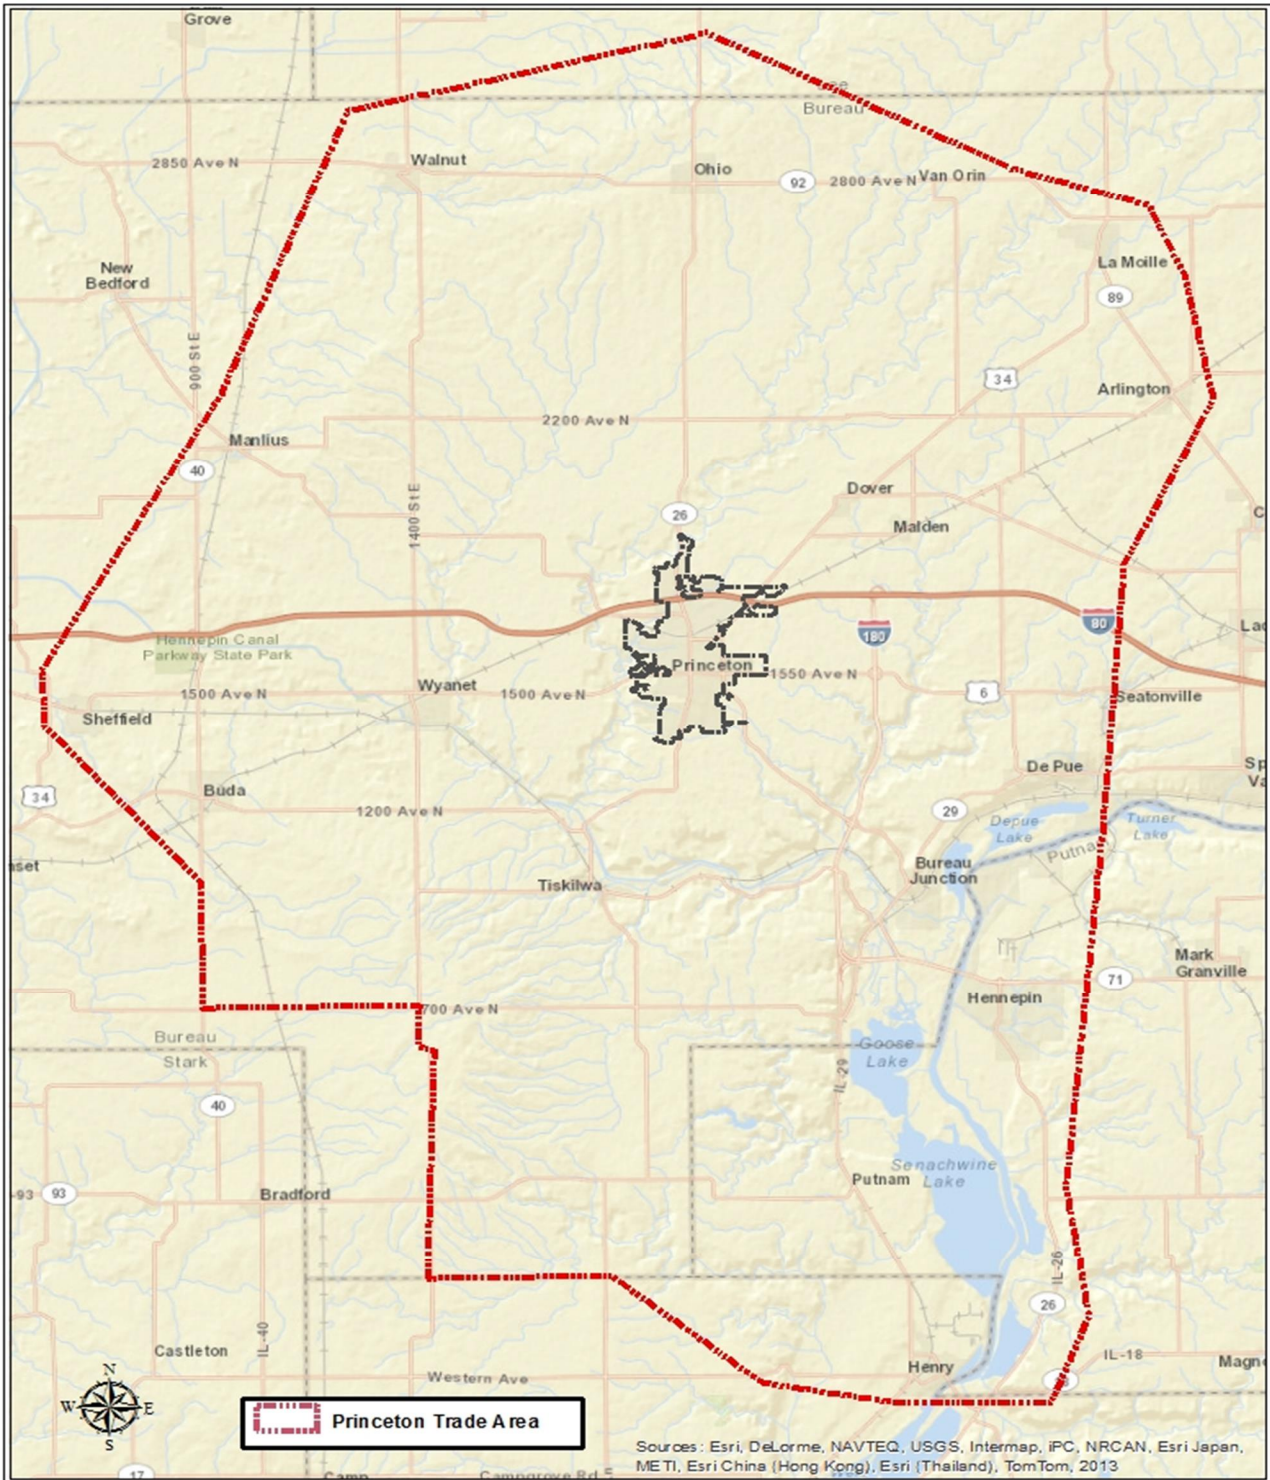 Grove
Bureau
2850 Ave N
Walnut
Ohio
92
2800 Ave N
Van Orin
New
Bedford
La Moille
89
900 St E
34
Arlington
2200 Ave N
Manlius
40
1400 St E
26
Dover
Malden
Hennepin Canal
Parkway State Park
180
80
Princeton
1550 Ave N
Wyanet
1500 Ave N
1500 Ave N
6
Seatonville
Sheffield
De Pue
34
Buda
1200 Ave N
29
Depue
Lake
Turner
Lake
Putnam
Bureau
Junction
Tiskilwa
Mark
Granville
71
Hennepin
700 Ave N
Bureau
Stark
Goose
Lake
IL-29
40
Senachwine
Lake
Putnam
93
93
Bradford
IL-26
26
Castleton
IL-40
IL-18
Henry
Western Ave
N
W E
S
Princeton Trade Area
Sources: Esri, DeLorme, NAVTEQ, USGS, Intermap, iPC, NRCAN, Esri Japan,
METI, Esri China (Hong Kong), Esri (Thailand), TomTom, 2013
17
Camp
Campgrove Rd E